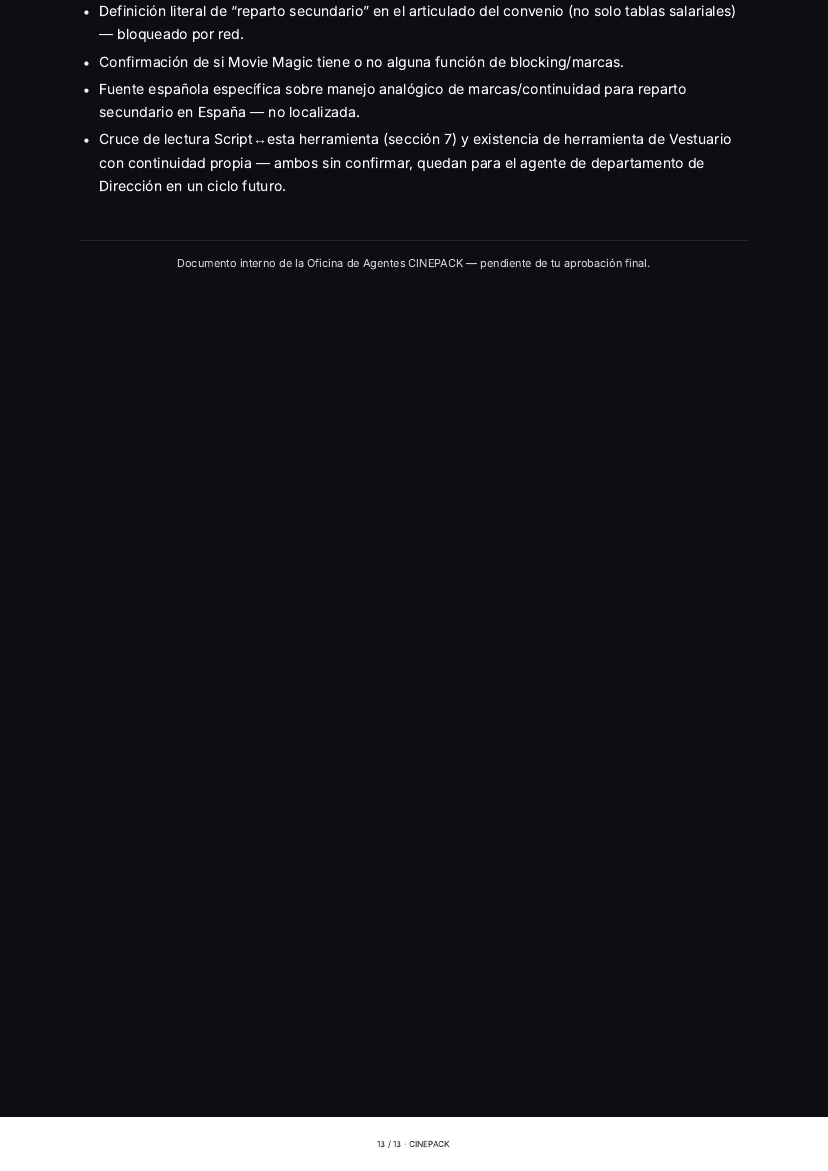 • Definición literal de “reparto secundario” en el articulado del convenio (no solo tablas salariales)
— bloqueado por red.
• Confirmación de si Movie Magic tiene o no alguna función de blocking/marcas.
• Fuente española específica sobre manejo analógico de marcas/continuidad para reparto
secundario en España — no localizada.
• Cruce de lectura Script↔esta herramienta (sección 7) y existencia de herramienta de Vestuario
con continuidad propia — ambos sin confirmar, quedan para el agente de departamento de
Dirección en un ciclo futuro.
Documento interno de la Oficina de Agentes CINEPACK — pendiente de tu aprobación final.
13 / 13 · CINEPACK